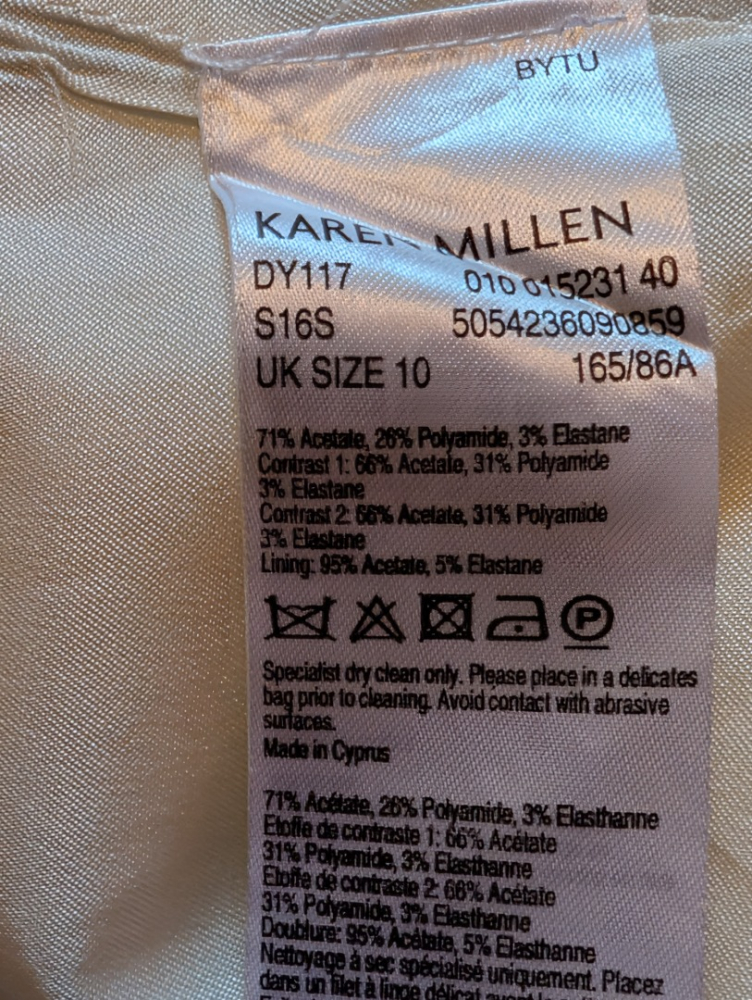 BYTU
KAREN MILLEN
DY117 010 015231 40
S16S 5054236090859
UK SIZE 10 165/86A
71% Acetate, 26% Polyamide, 3% Elastane
Contrast 1: 66% Acetate, 31% Polyamide
3% Elastane
Contrast 2: 66% Acetate, 31% Polyamide
3% Elastane
Lining: 95% Acetate, 5% Elastane
P
Specialist dry clean only. Please place in a delicates
bag prior to cleaning. Avoid contact with abrasive
surfaces.
Made in Cyprus
71% Acétate, 26% Polyamide, 3% Elasthanne
Etoffe de contraste 1: 66% Acétate
31% Polyamide, 3% Elasthanne
Etoffe de contraste 2: 66% Acétate
31% Polyamide, 3% Elasthanne
Doublure: 95% Acétate, 5% Elasthanne
Nettoyage à sec spécialisé uniquement. Placez
dans un filet à linge délicat